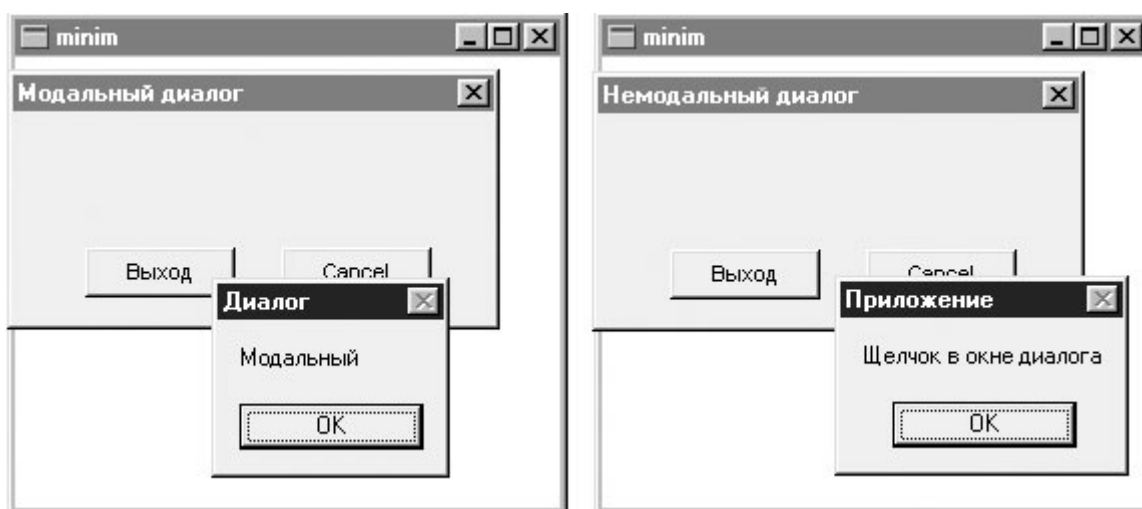 minim
Модальный диалог
Выход
Cancel
Диалог
Модальный
OK
minim
Немодальный диалог
Выход
Cancel
Приложение
Щелчок в окне диалога
OK